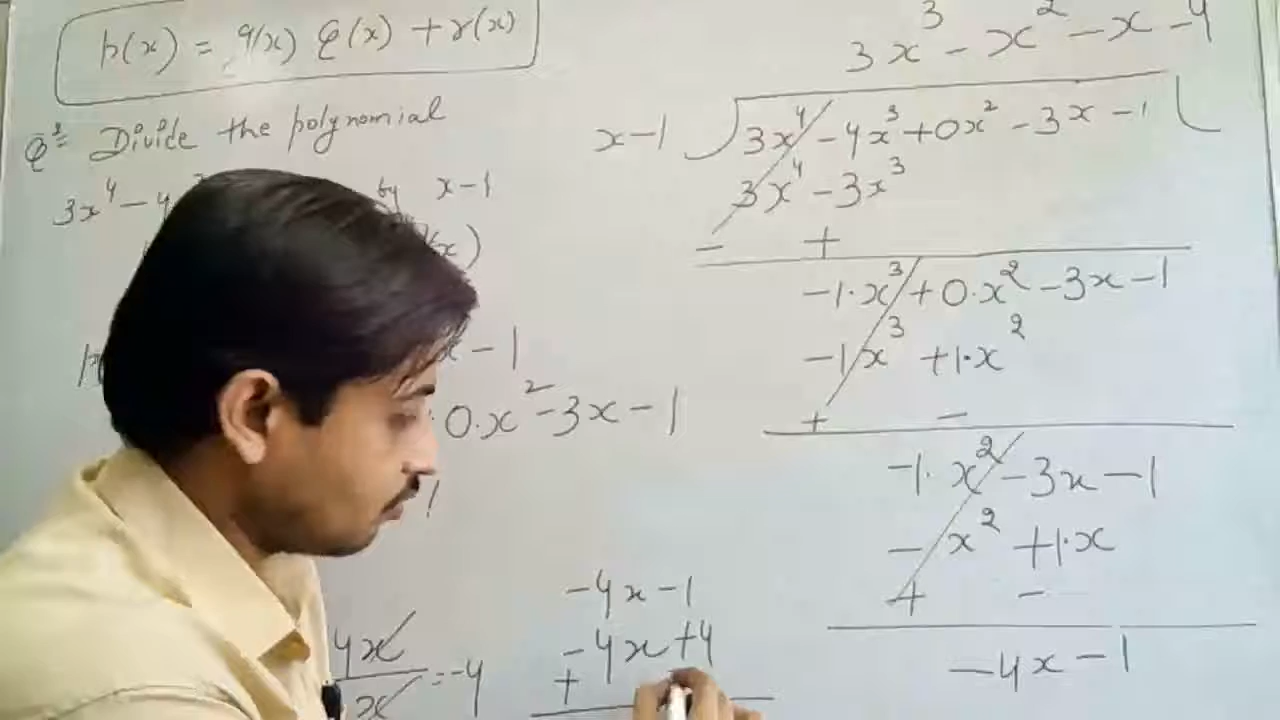 p(x) = g(x) q(x) + r(x)
Q: Divide the polynomial
3x⁴ - 4 by x-1
x)
x - 1
0·x² - 3x - 1
4x/x = -4
-4x - 1
-4x + 4
+
3x³ - x² - x - 4
x-1 ) 3x⁴ - 4x³ + 0x² - 3x - 1 (
3x⁴ - 3x³
- +
-1·x³ + 0·x² - 3x - 1
-1x³ + 1·x²
+ -
-1·x² - 3x - 1
- x² + 1·x
+ -
-4x - 1